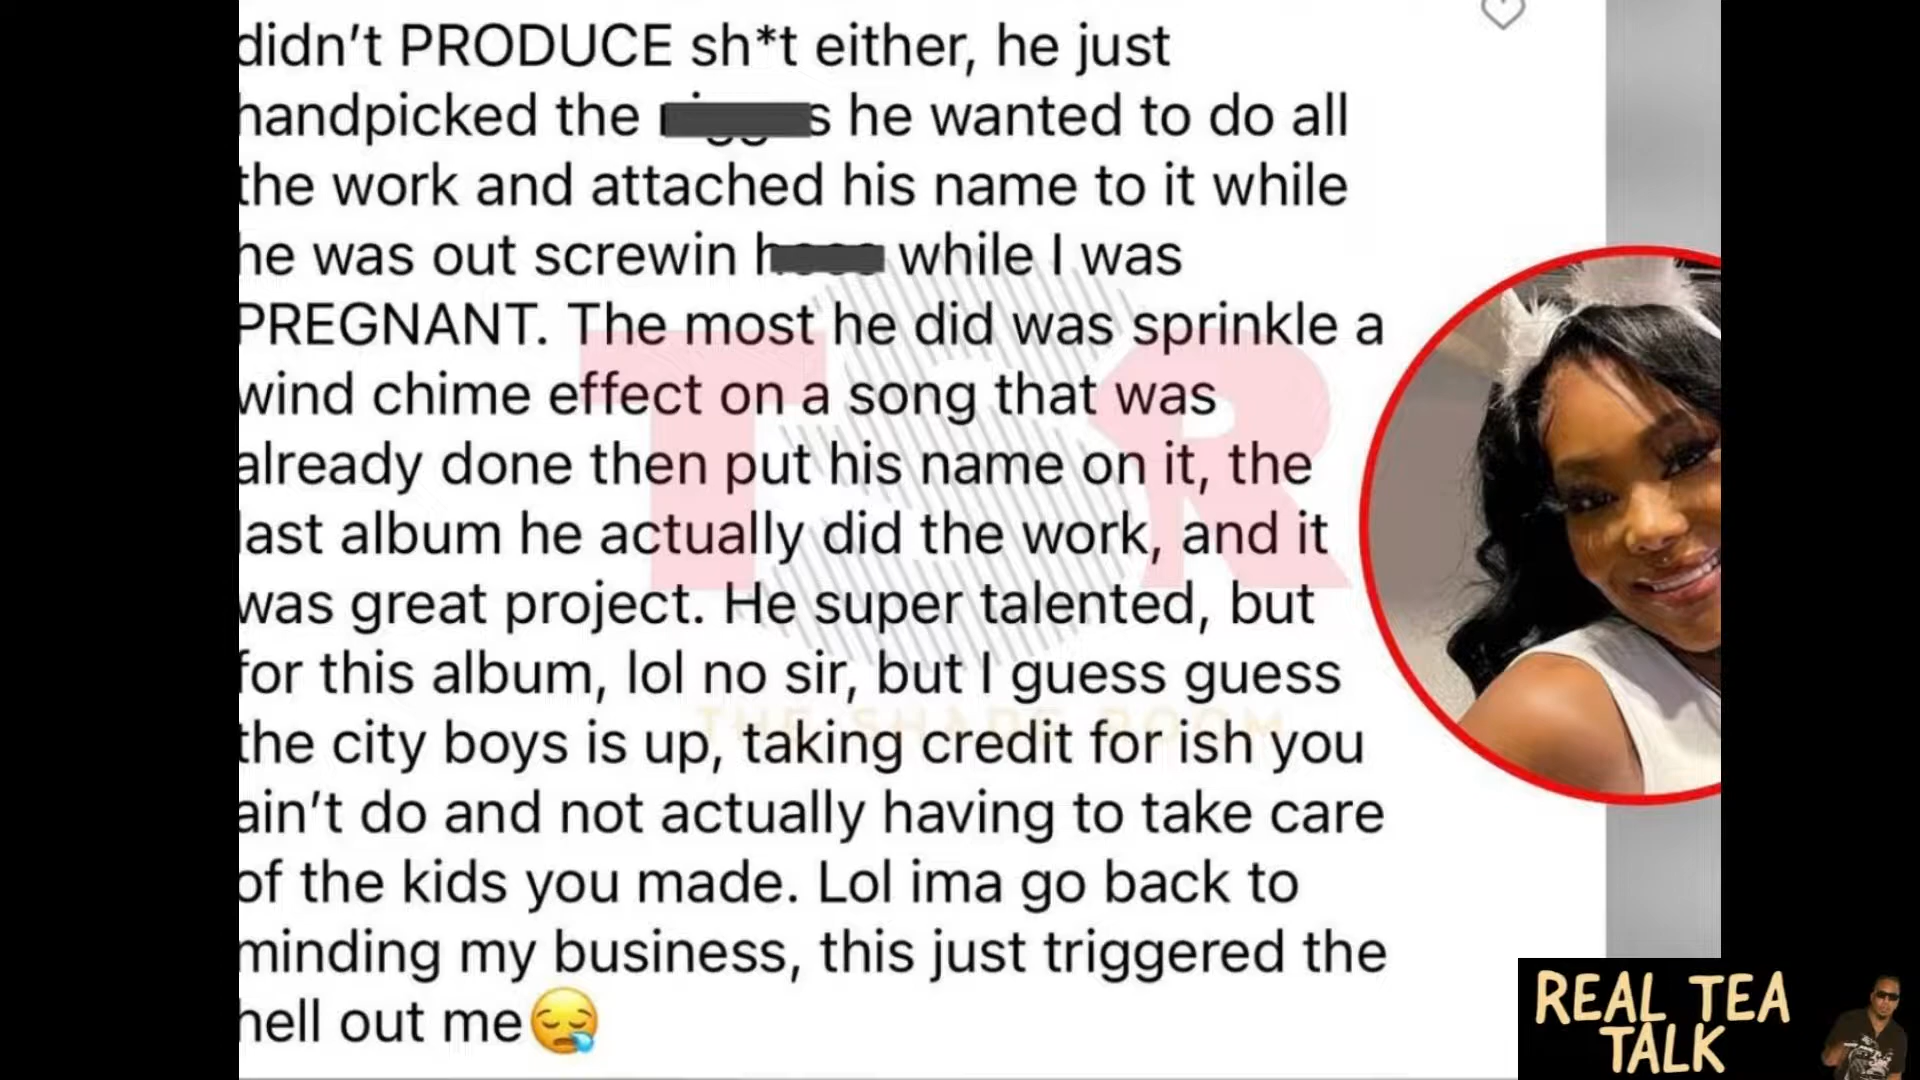 didn't PRODUCE sh*t either, he just
handpicked the s he wanted to do all
the work and attached his name to it while
he was out screwin while I was
PREGNANT. The most he did was sprinkle a
wind chime effect on a song that was
already done then put his name on it, the
last album he actually did the work, and it
was great project. He super talented, but
for this album, lol no sir, but I guess guess
the city boys is up, taking credit for ish you
ain't do and not actually having to take care
of the kids you made. Lol ima go back to
minding my business, this just triggered the
hell out me😪
TSR
THE SHADE ROOM
REAL TEA
TALK